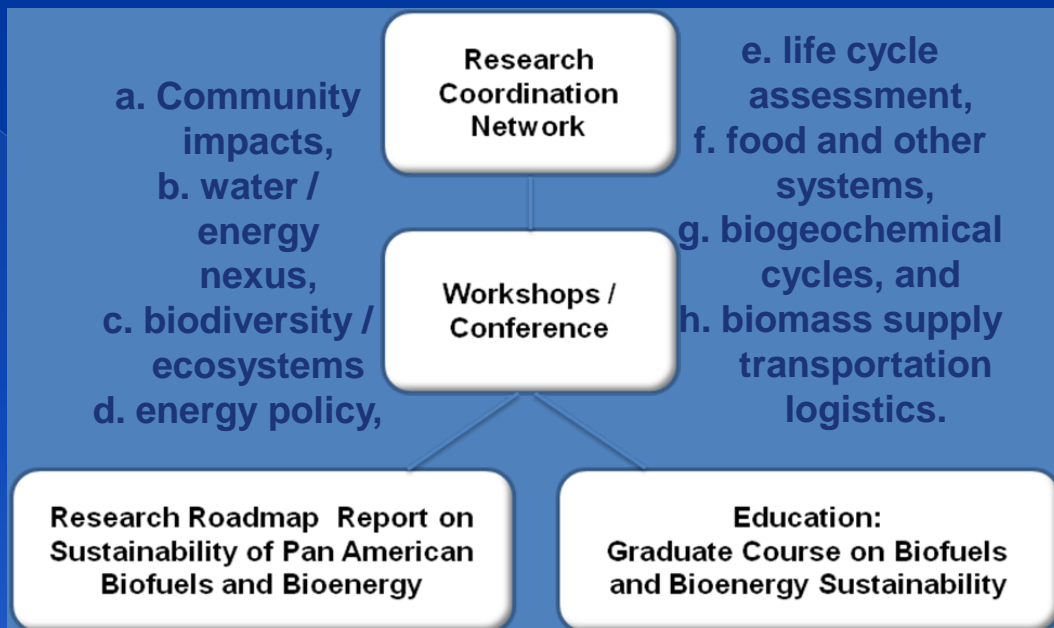 Research
Coordination
Network
a. Community
impacts,
b. water /
energy
nexus,
c. biodiversity /
ecosystems
d. energy policy,
e. life cycle
assessment,
f. food and other
systems,
g. biogeochemical
cycles, and
h. biomass supply
transportation
logistics.
Workshops /
Conference
Research Roadmap Report on
Sustainability of Pan American
Biofuels and Bioenergy
Education:
Graduate Course on Biofuels
and Bioenergy Sustainability